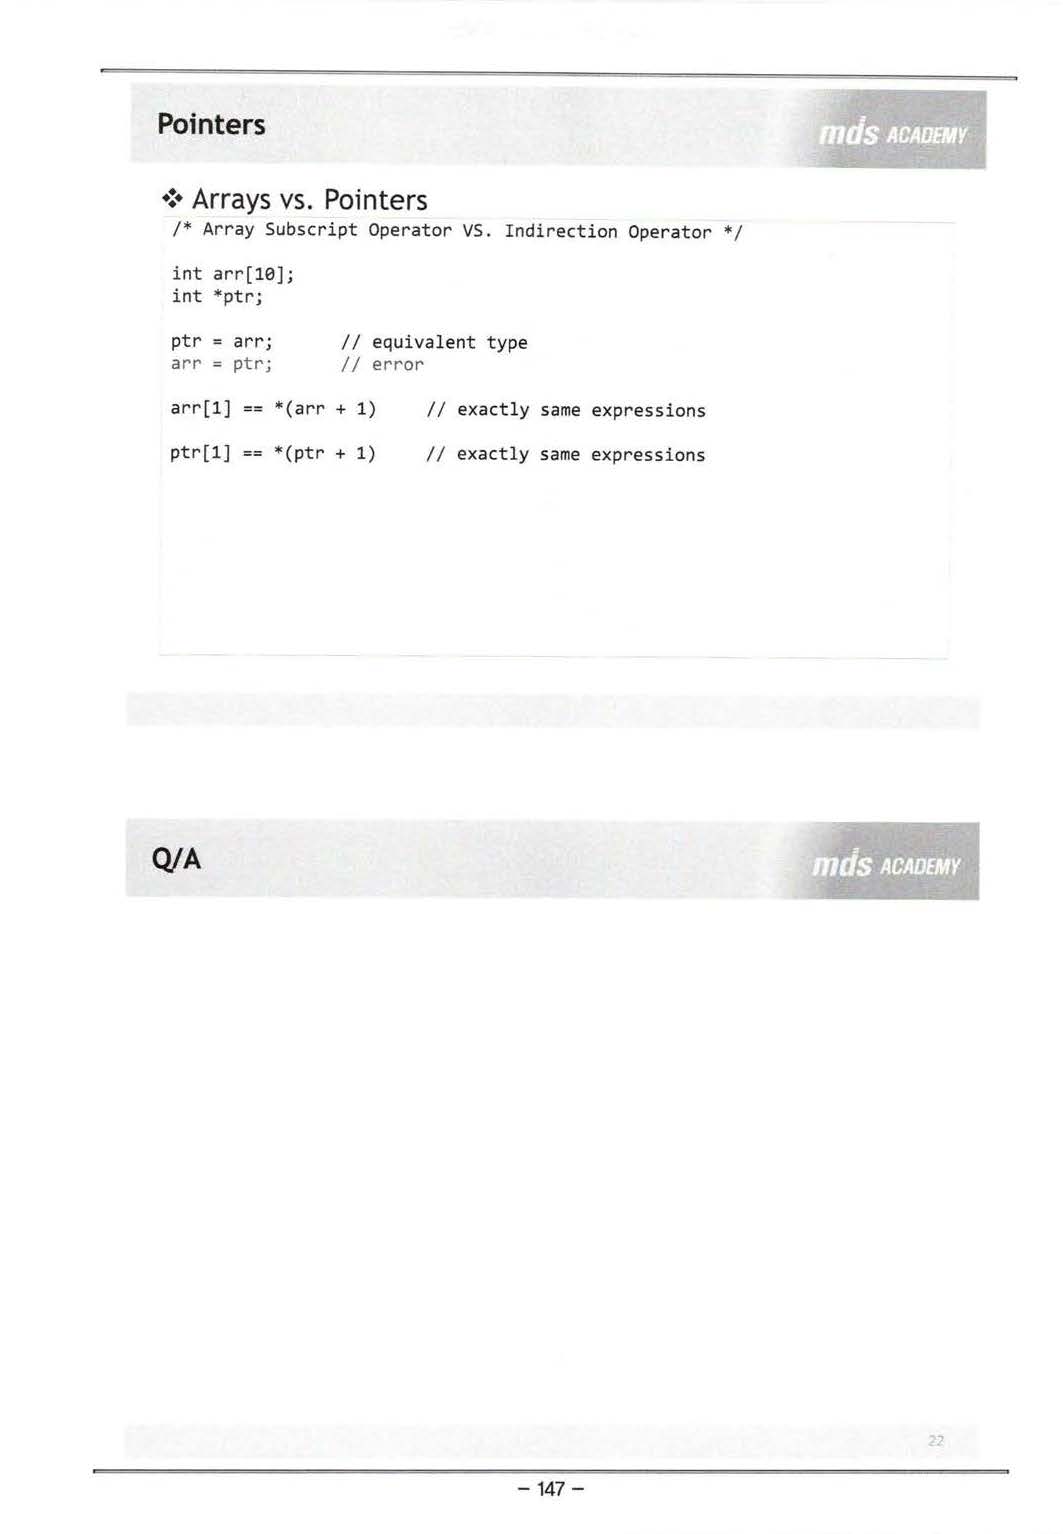 Pointers
mds ACADEMY
❖ Arrays vs. Pointers
/* Array Subscript Operator VS. Indirection Operator */
int arr[10];
int *ptr;
ptr = arr; // equivalent type
arr = ptr; // error
arr[1] == *(arr + 1) // exactly same expressions
ptr[1] == *(ptr + 1) // exactly same expressions
Q/A
mds ACADEMY
22
- 147 -